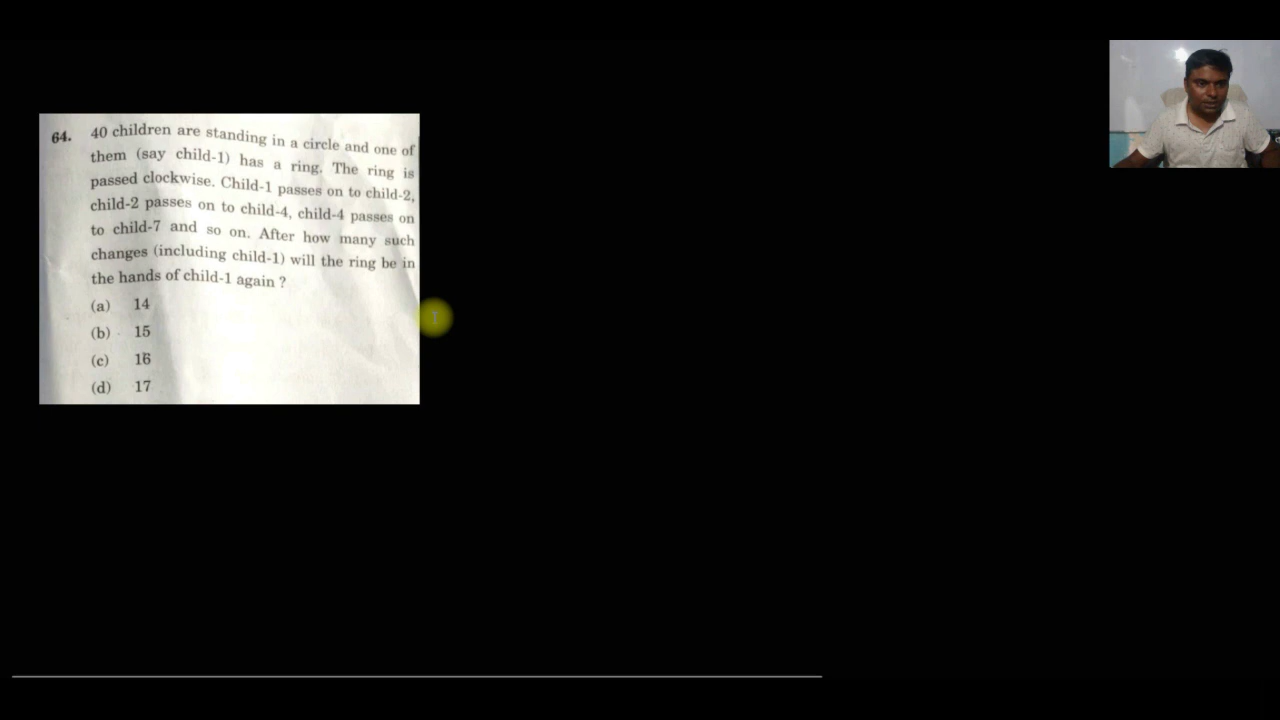 64. 40 children are standing in a circle and one of
them (say child-1) has a ring. The ring is
passed clockwise. Child-1 passes on to child-2,
child-2 passes on to child-4, child-4 passes on
to child-7 and so on. After how many such
changes (including child-1) will the ring be in
the hands of child-1 again ?
(a) 14
(b) 15
(c) 16
(d) 17